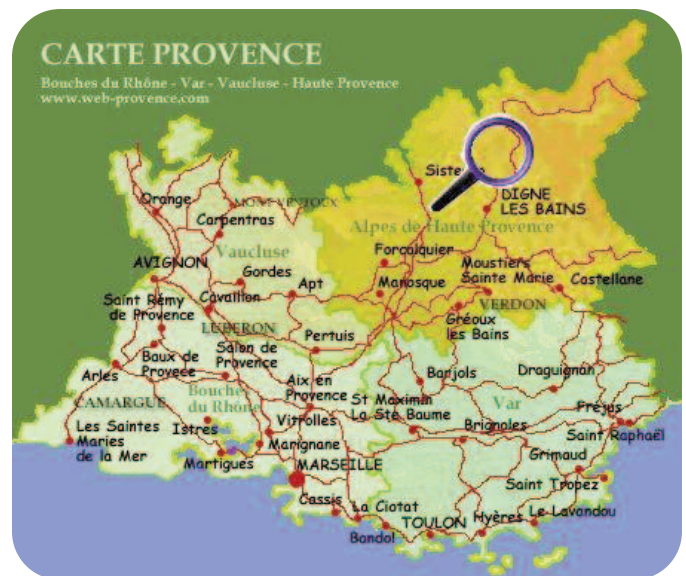 CARTE PROVENCE
Bouches du Rhône - Var - Vaucluse - Haute Provence
www.web-provence.com
Orange
MONT VENTOUX
Carpentras
DIGNE
LES BAINS
Alpes de Haute Provence
Vaucluse
Forcalquier
AVIGNON
Gordes
Apt
Manosque
Moustiers
Sainte Marie
Castellane
Saint Rémy
de Provence
Cavaillon
VERDON
LUBERON
Gréoux
les Bains
Pertuis
Salon de
Provence
Baux de
Provece
Arles
Aix en
Provence
Barjols
Draguignan
CAMARGUE
Bouches
du Rhône
St Maximin
La Ste Baume
Var
Fréjus
Les Saintes
Maries
de la Mer
Istres
Vitrolles
Brignoles
Saint Raphaël
Marignane
Martigues
MARSEILLE
Grimaud
Saint Tropez
Cassis
La Ciotat
Bandol
TOULON
Hyères
Le Lavandou